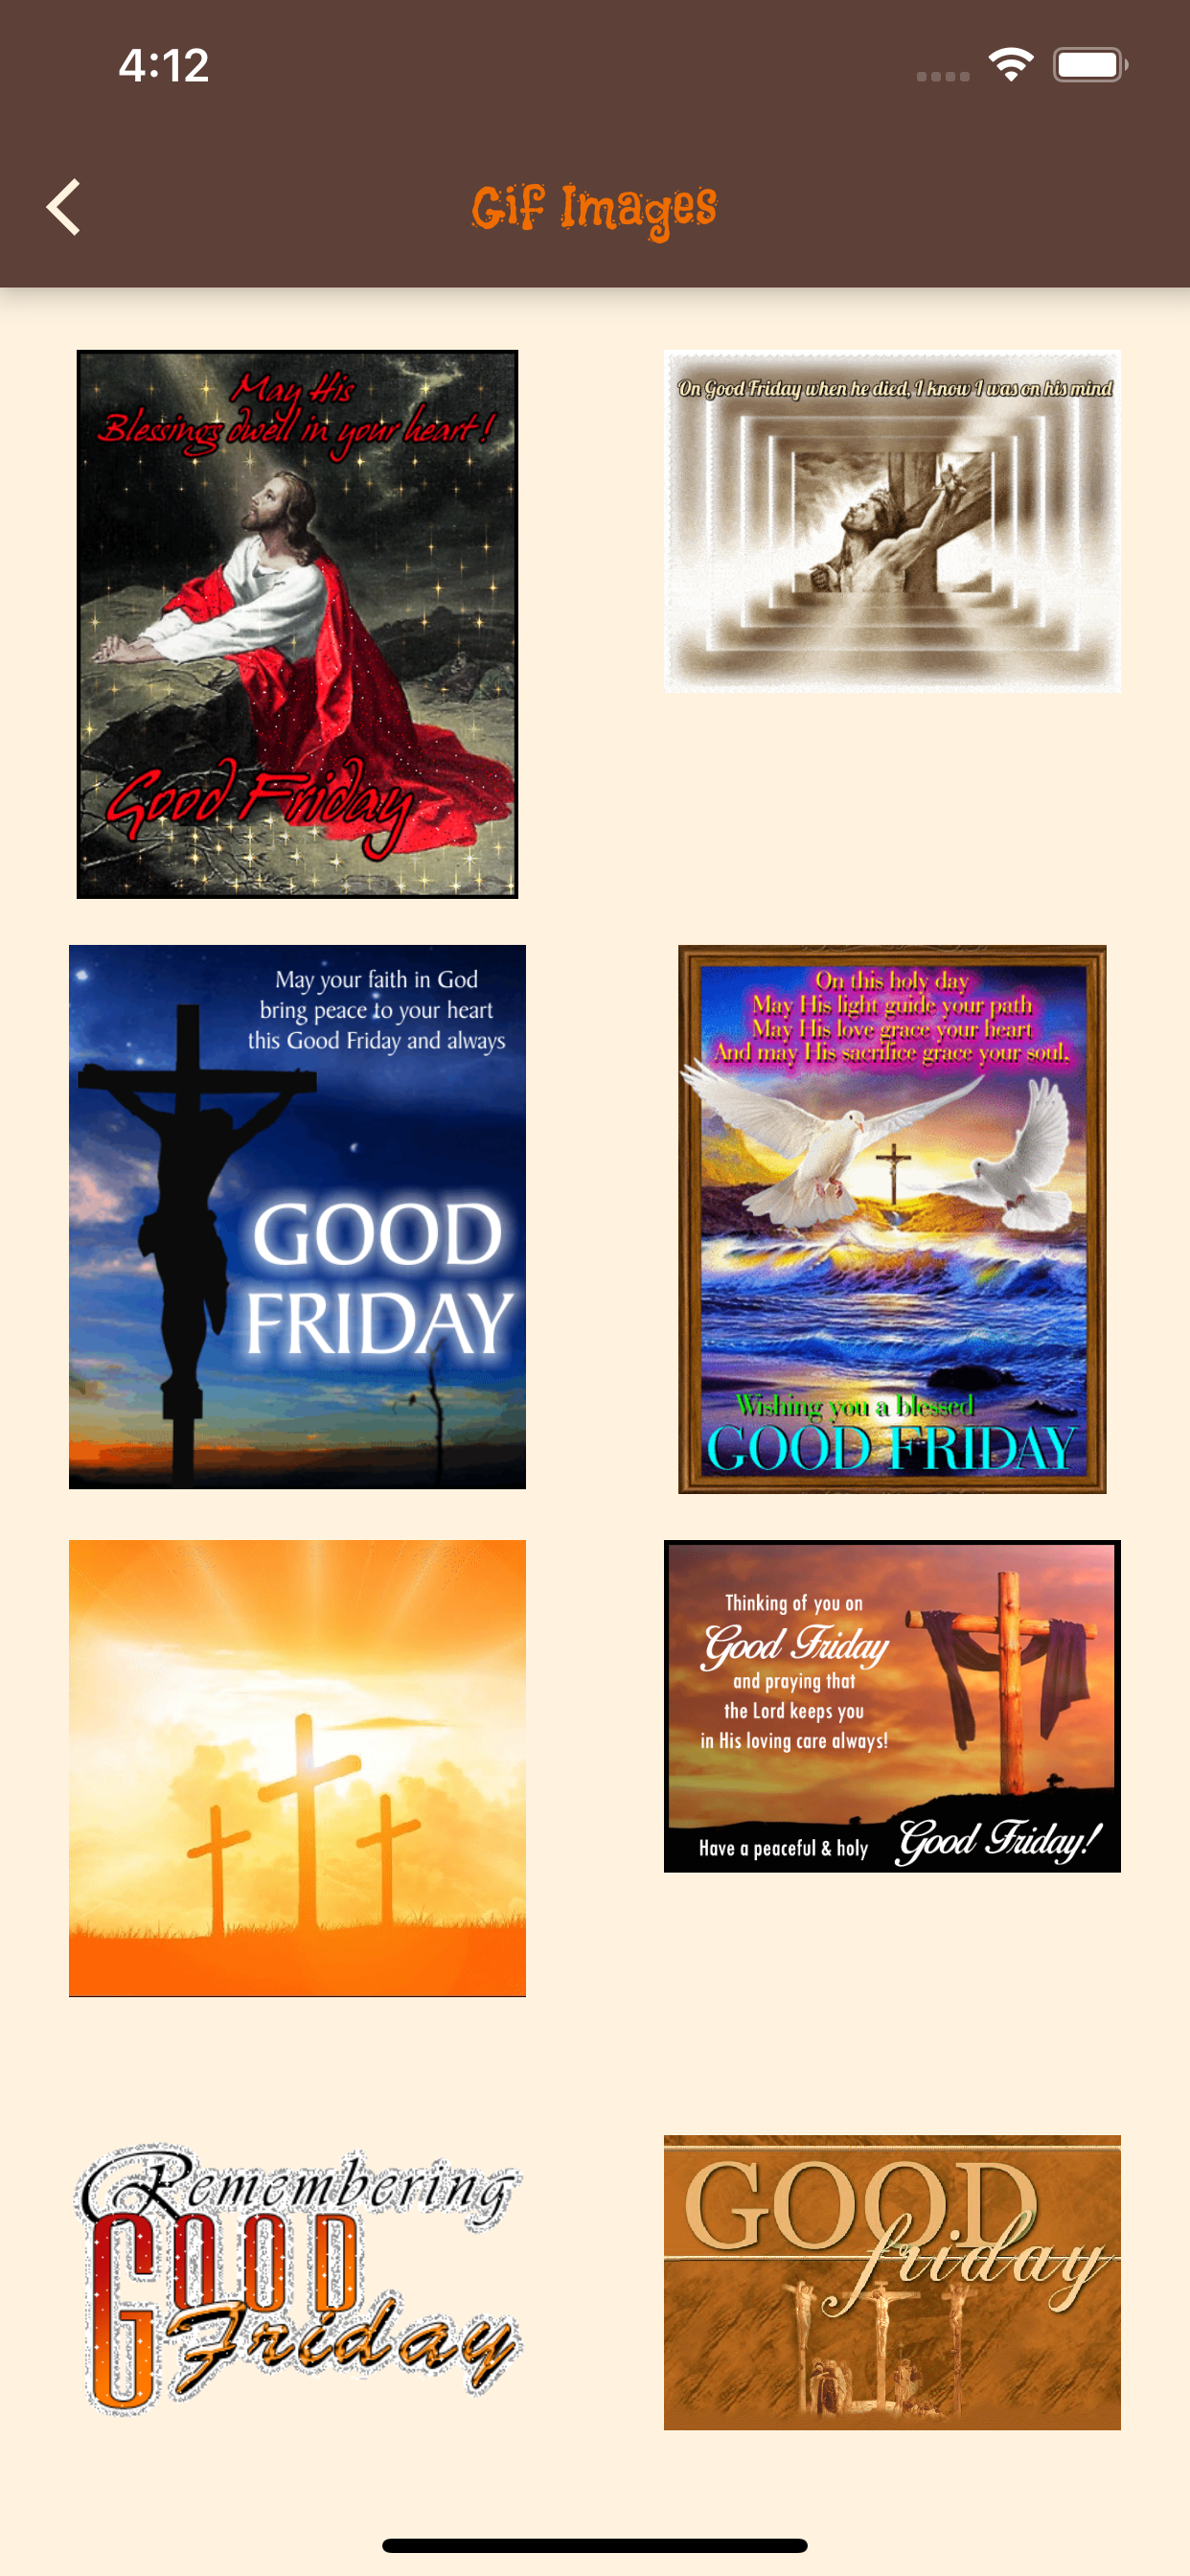 4:12
Gif Images
May His
Blessings dwell in your heart !
Good Friday
On Good Friday when he died, I know I was on his mind
May your faith in God
bring peace to your heart
this Good Friday and always
GOOD
FRIDAY
On this holy day
May His light guide your path
May His love grace your heart
And may His sacrifice grace your soul.
Wishing you a blessed
GOOD FRIDAY
Thinking of you on
Good Friday
and praying that
the Lord keeps you
in His loving care always!
Have a peaceful & holy Good Friday!
Remembering
GOOD
Friday
GOOD
friday